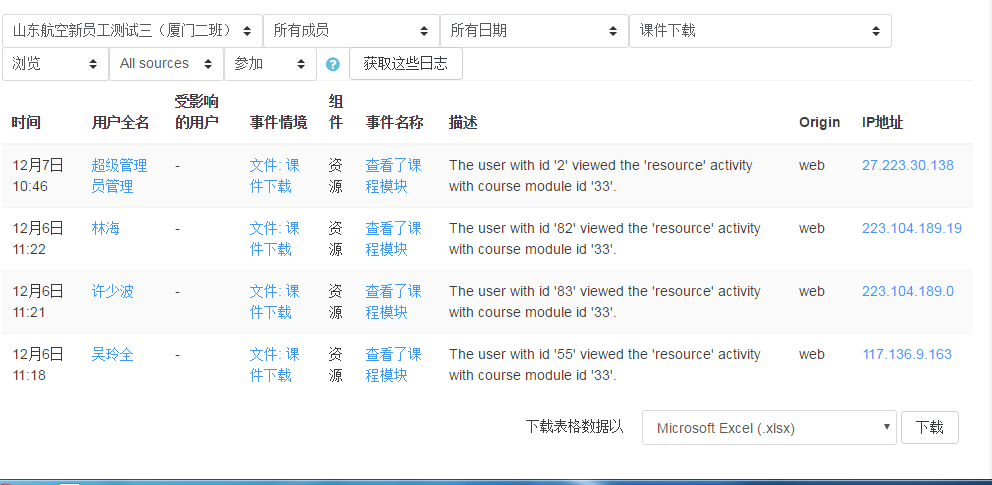 山东航空新员工测试三（厦门二班） 所有成员 所有日期 课件下载
浏览 All sources 参加 ? 获取这些日志
时间 用户全名 受影响的用户 事件情境 组件 事件名称 描述 Origin IP地址
12月7日 10:46 超级管理员管理 - 文件: 课件下载 资源 查看了课程模块 The user with id '2' viewed the 'resource' activity with course module id '33'. web 27.223.30.138
12月6日 11:22 林海 - 文件: 课件下载 资源 查看了课程模块 The user with id '82' viewed the 'resource' activity with course module id '33'. web 223.104.189.19
12月6日 11:21 许少波 - 文件: 课件下载 资源 查看了课程模块 The user with id '83' viewed the 'resource' activity with course module id '33'. web 223.104.189.0
12月6日 11:18 吴玲全 - 文件: 课件下载 资源 查看了课程模块 The user with id '55' viewed the 'resource' activity with course module id '33'. web 117.136.9.163
下载表格数据以 Microsoft Excel (.xlsx) 下载